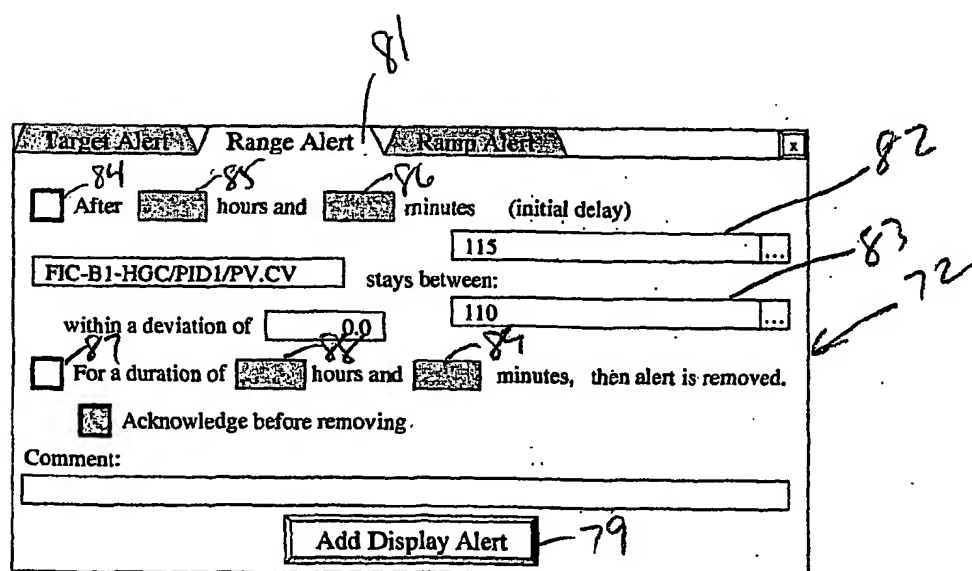 81
Target Alert Range Alert Ramp Alert x
82
84 85 86
After hours and minutes (initial delay)
115 ...
83
FIC-B1-HGC/PID1/PV.CV stays between:
72
110 ...
within a deviation of 0.0
87 88 89
For a duration of hours and minutes, then alert is removed.
Acknowledge before removing.
Comment:
Add Display Alert 79